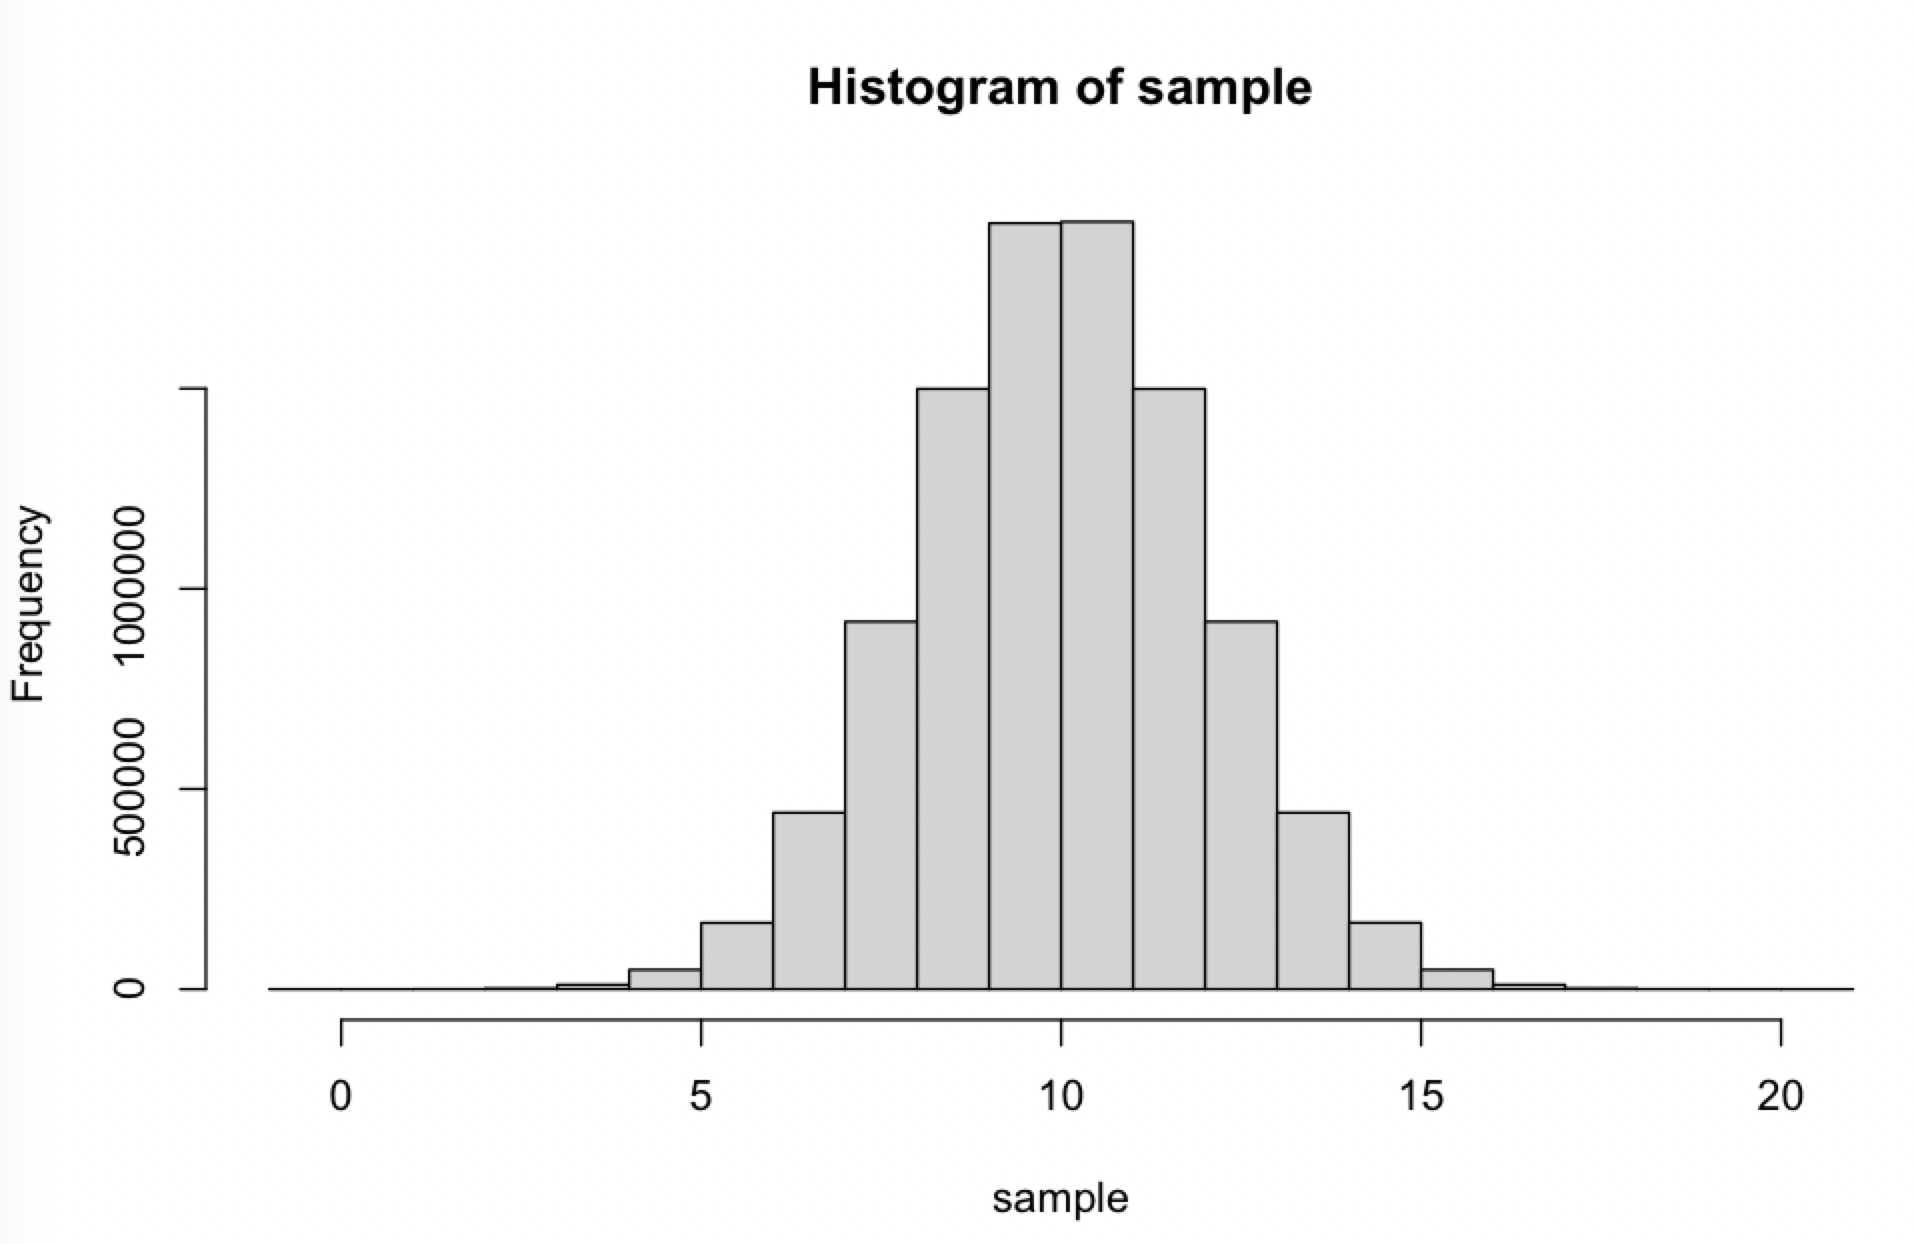 Histogram of sample
Frequency
1000000
500000
0
0 5 10 15 20
sample